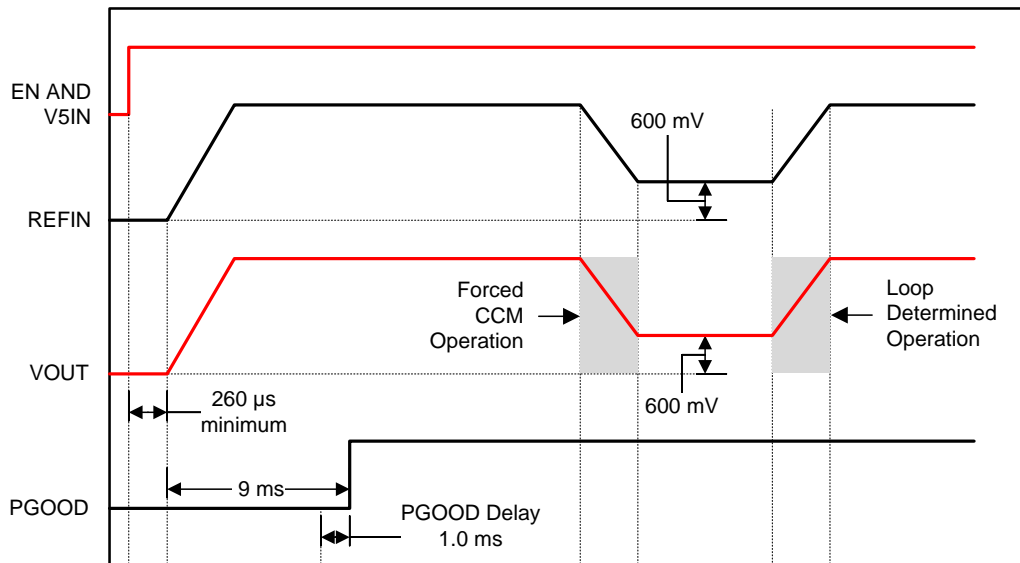 EN AND
V5IN
600 mV
REFIN
Forced
CCM
Operation
Loop
Determined
Operation
VOUT
260 µs
minimum
600 mV
9 ms
PGOOD
PGOOD Delay
1.0 ms